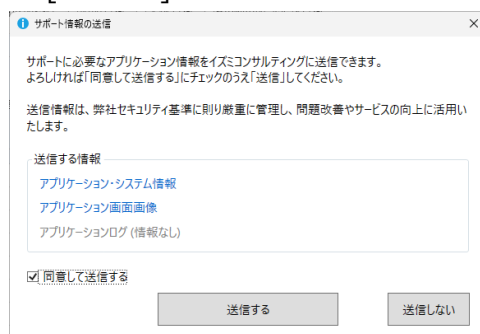 サポート情報の送信
サポートに必要なアプリケーション情報をイズミコンサルティングに送信できます。
よろしければ「同意して送信する」にチェックのうえ「送信」してください。
送信情報は、弊社セキュリティ基準に則り厳重に管理し、問題改善やサービスの向上に活用い
たします。
送信する情報
アプリケーション・システム情報
アプリケーション画面画像
アプリケーションログ (情報なし)
同意して送信する
送信する
送信しない